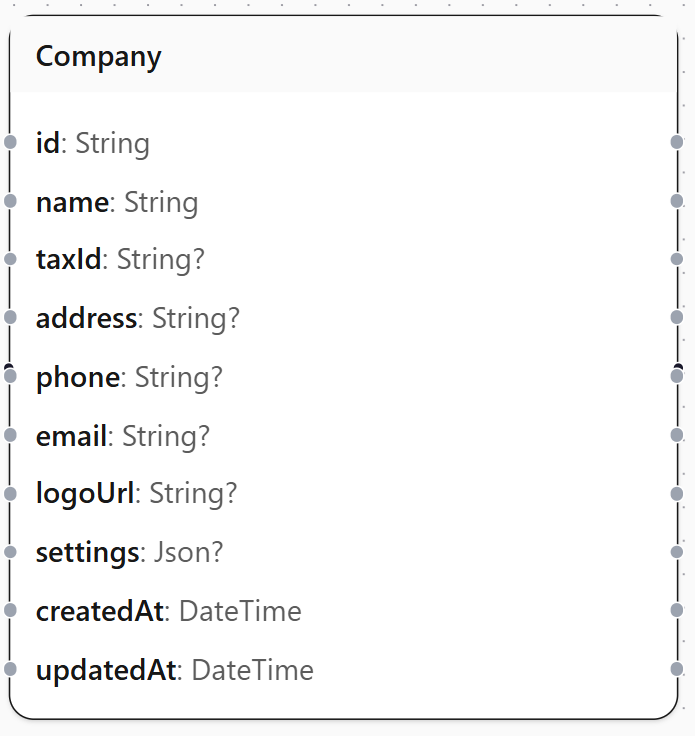 Company
id: String
name: String
taxId: String?
address: String?
phone: String?
email: String?
logoUrl: String?
settings: Json?
createdAt: DateTime
updatedAt: DateTime